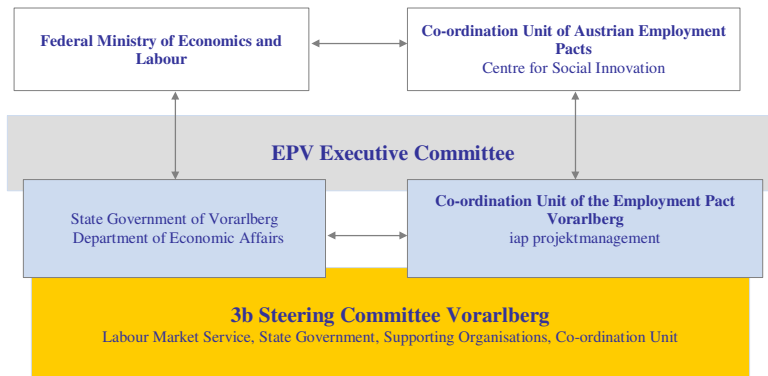 Federal Ministry of Economics and
Labour
Co-ordination Unit of Austrian Employment
Pacts
Centre for Social Innovation
EPV Executive Committee
State Government of Vorarlberg
Department of Economic Affairs
Co-ordination Unit of the Employment Pact
Vorarlberg
iap projektmanagement
3b Steering Committee Vorarlberg
Labour Market Service, State Government, Supporting Organisations, Co-ordination Unit